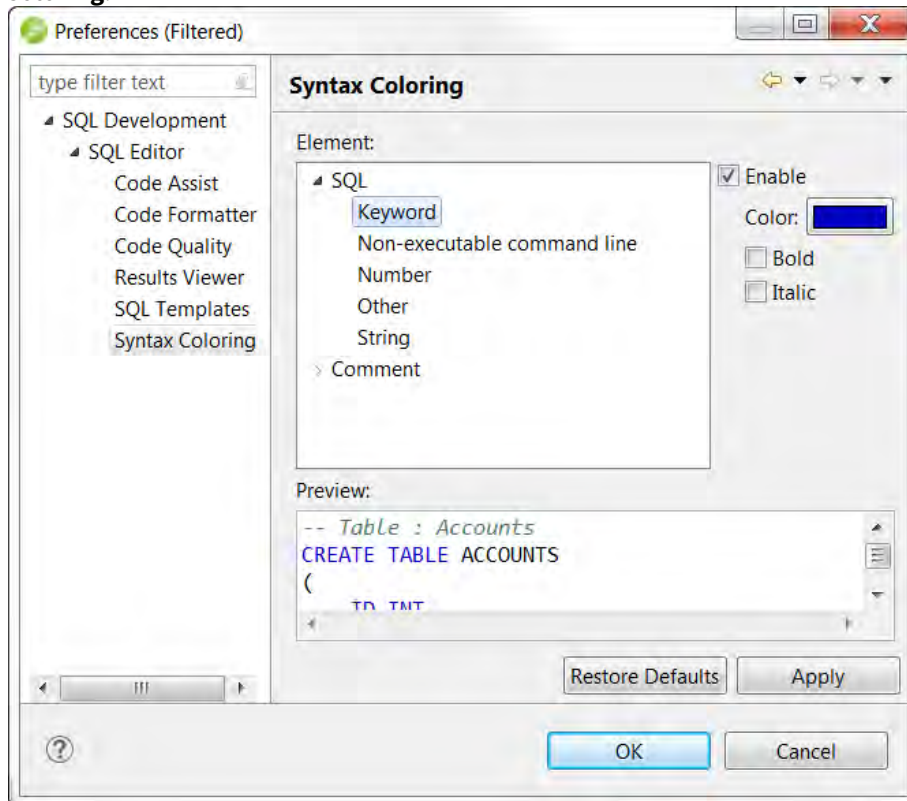 Preferences (Filtered)
type filter text
SQL Development
SQL Editor
Code Assist
Code Formatter
Code Quality
Results Viewer
SQL Templates
Syntax Coloring
Syntax Coloring
Element:
SQL
Keyword
Non-executable command line
Number
Other
String
Comment
Enable
Color:
Bold
Italic
Preview:
-- Table : Accounts
CREATE TABLE ACCOUNTS
(
ID INT
Restore Defaults
Apply
?
OK
Cancel